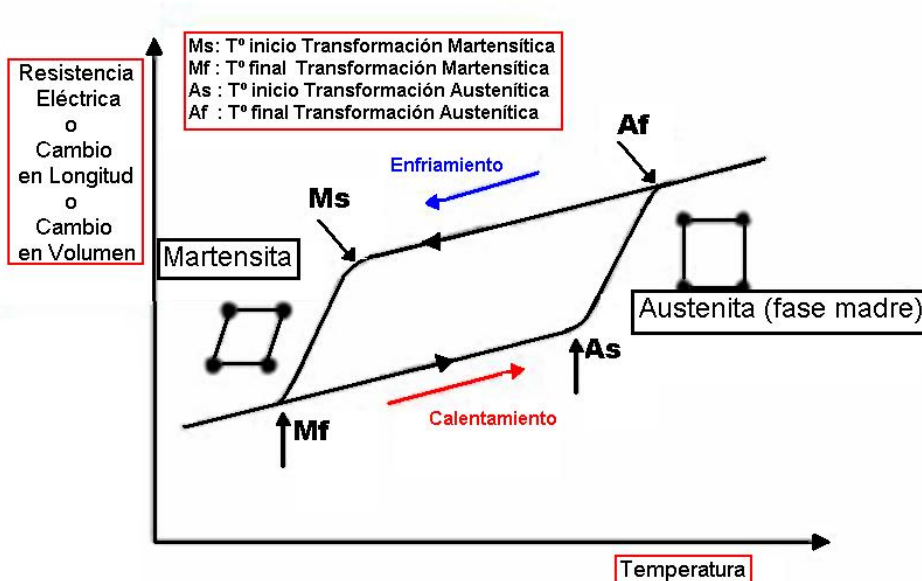 Ms: Tº inicio Transformación Martensítica
Mf : Tº final Transformación Martensítica
As : Tº inicio Transformación Austenítica
Af : Tº final Transformación Austenítica
Resistencia
Eléctrica
o
Cambio
en Longitud
o
Cambio
en Volumen
Af
Enfriamiento
Ms
Martensita
Austenita (fase madre)
As
Calentamiento
Mf
Temperatura